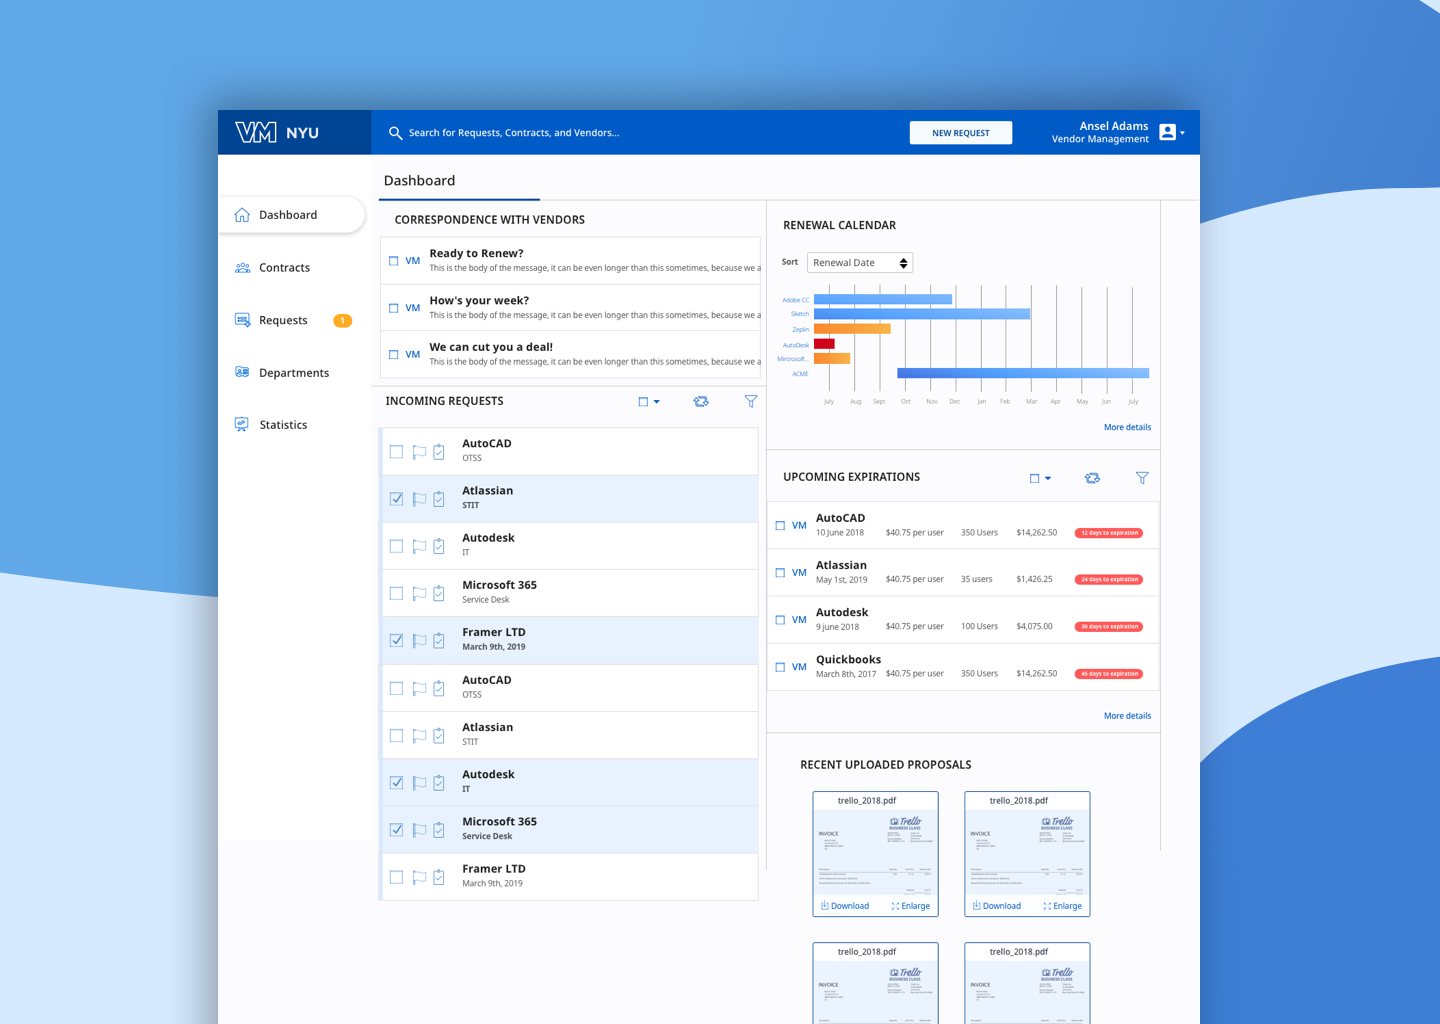 VM NYU
Search for Requests, Contracts, and Vendors...
NEW REQUEST
Ansel Adams
Vendor Management
Dashboard
Contracts
Requests
1
Departments
Statistics
Dashboard
CORRESPONDENCE WITH VENDORS
VM
Ready to Renew?
This is the body of the message, it can be even longer than this sometimes, because we a
VM
How's your week?
This is the body of the message, it can be even longer than this sometimes, because we a
VM
We can cut you a deal!
This is the body of the message, it can be even longer than this sometimes, because we a
INCOMING REQUESTS
AutoCAD
OTSS
Atlassian
STIT
Autodesk
IT
Microsoft 365
Service Desk
Framer LTD
March 9th, 2019
AutoCAD
OTSS
Atlassian
STIT
Autodesk
IT
Microsoft 365
Service Desk
Framer LTD
March 9th, 2019
RENEWAL CALENDAR
Sort
Renewal Date
Adobe CC
Sketch
Zeplin
AutoDesk
Mircrosoft...
ACME
July Aug Sept Oct Nov Dec Jan Feb Mar Apr May Jun July
More details
UPCOMING EXPIRATIONS
VM
AutoCAD
10 June 2018 $40.75 per user 350 Users $14,262.50 12 days to expiration
VM
Atlassian
May 1st, 2019 $40.75 per user 35 users $1,426.25 24 days to expiration
VM
Autodesk
9 june 2018 $40.75 per user 100 Users $4,075.00 30 days to expiration
VM
Quickbooks
March 8th, 2017 $40.75 per user 350 Users $14,262.50 45 days to expiration
More details
RECENT UPLOADED PROPOSALS
trello_2018.pdf
Trello
BUSINESS CLASS
INVOICE
Download Enlarge
trello_2018.pdf
Trello
BUSINESS CLASS
INVOICE
Download Enlarge
trello_2018.pdf
Trello
BUSINESS CLASS
INVOICE
trello_2018.pdf
Trello
BUSINESS CLASS
INVOICE